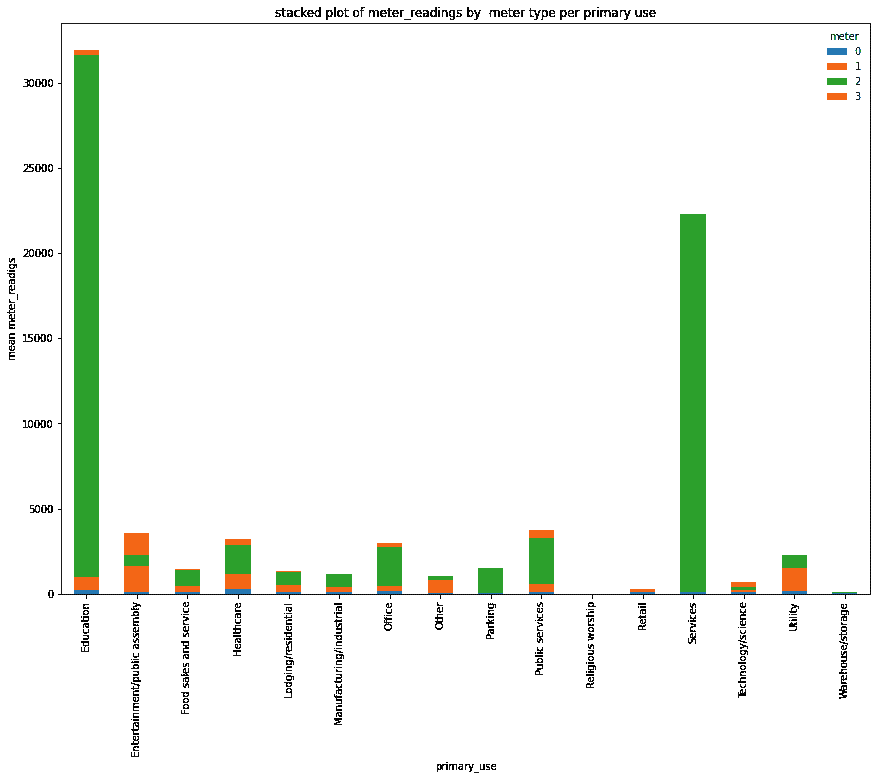 stacked plot of meter_readings by  meter type per primary use
meter
0
1
2
3
mean meter_readigs
30000
25000
20000
15000
10000
5000
0
Education
Entertainment/public assembly
Food sales and service
Healthcare
Lodging/residential
Manufacturing/industrial
Office
Other
Parking
Public services
Religious worship
Retail
Services
Technology/science
Utility
Warehouse/storage
primary_use